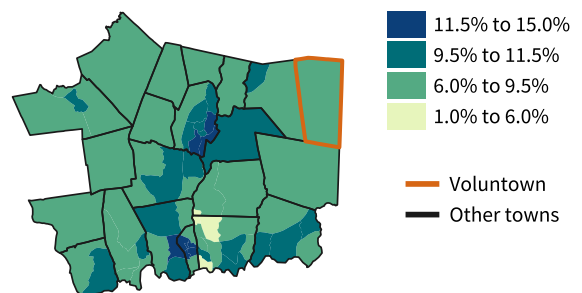 11.5% to 15.0%
9.5% to 11.5%
6.0% to 9.5%
1.0% to 6.0%
Voluntown
Other towns